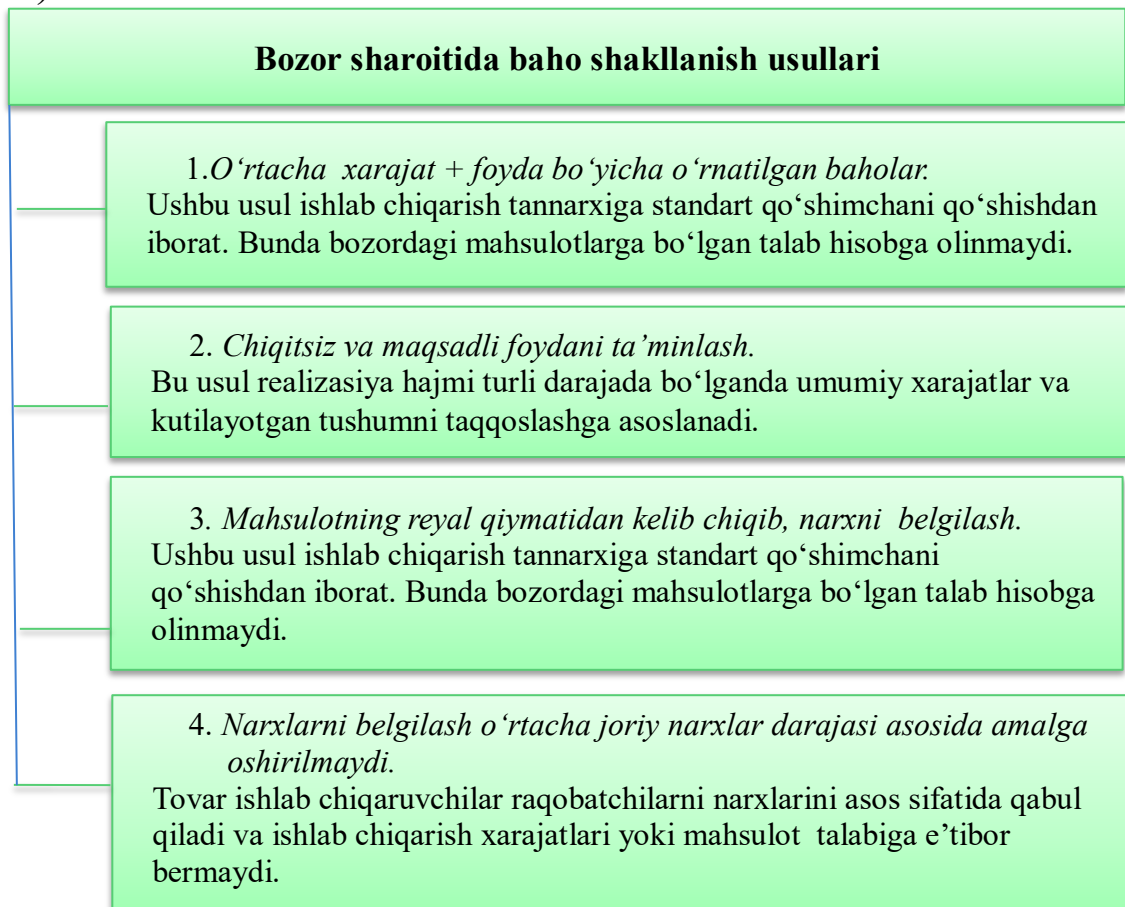 Bozor sharoitida baho shakllanish usullari
1.O‘rtacha xarajat + foyda bo‘yicha o‘rnatilgan baholar.
Ushbu usul ishlab chiqarish tannarxiga standart qo‘shimchani qo‘shishdan
iborat. Bunda bozordagi mahsulotlarga bo‘lgan talab hisobga olinmaydi.
2. Chiqitsiz va maqsadli foydani ta’minlash.
Bu usul realizasiya hajmi turli darajada bo‘lganda umumiy xarajatlar va
kutilayotgan tushumni taqqoslashga asoslanadi.
3. Mahsulotning reyal qiymatidan kelib chiqib, narxni belgilash.
Ushbu usul ishlab chiqarish tannarxiga standart qo‘shimchani
qo‘shishdan iborat. Bunda bozordagi mahsulotlarga bo‘lgan talab hisobga
olinmaydi.
4. Narxlarni belgilash o‘rtacha joriy narxlar darajasi asosida amalga
oshirilmaydi.
Tovar ishlab chiqaruvchilar raqobatchilarni narxlarini asos sifatida qabul
qiladi va ishlab chiqarish xarajatlari yoki mahsulot talabiga e’tibor
bermaydi.